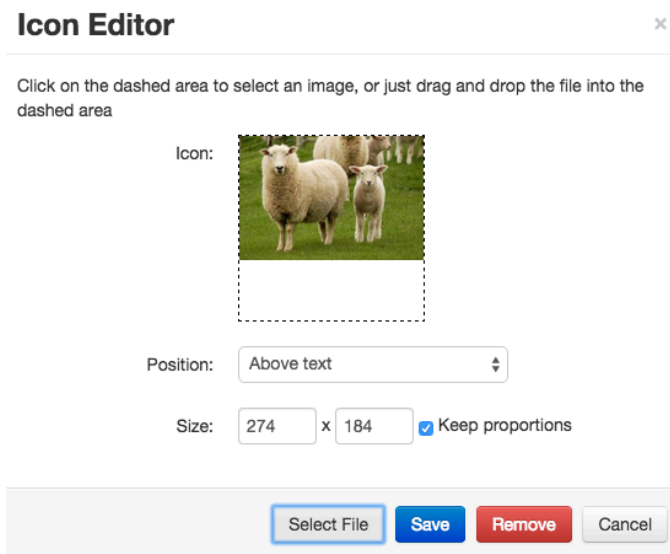 Icon Editor ×
Click on the dashed area to select an image, or just drag and drop the file into the
dashed area
Icon:
Position: Above text
Size: 274 x 184 Keep proportions
Select File Save Remove Cancel